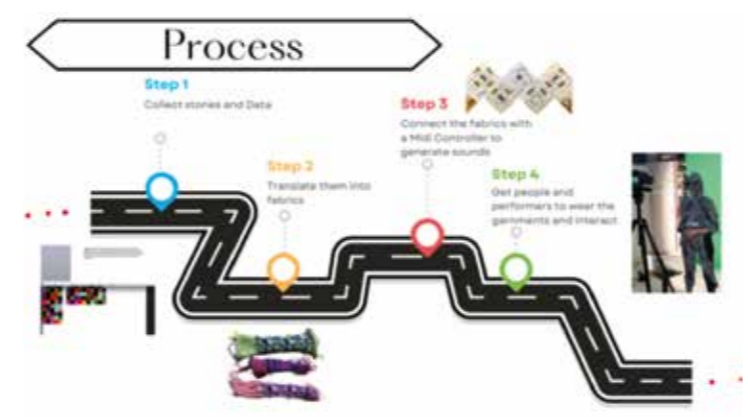 Process
Step 1
Collect stories and Data
Step 2
Translate them into
fabrics
Step 3
Connect the fabrics with
a Midi Controller to
generate sounds
Step 4
Get people and
performers to wear the
garnments and interact